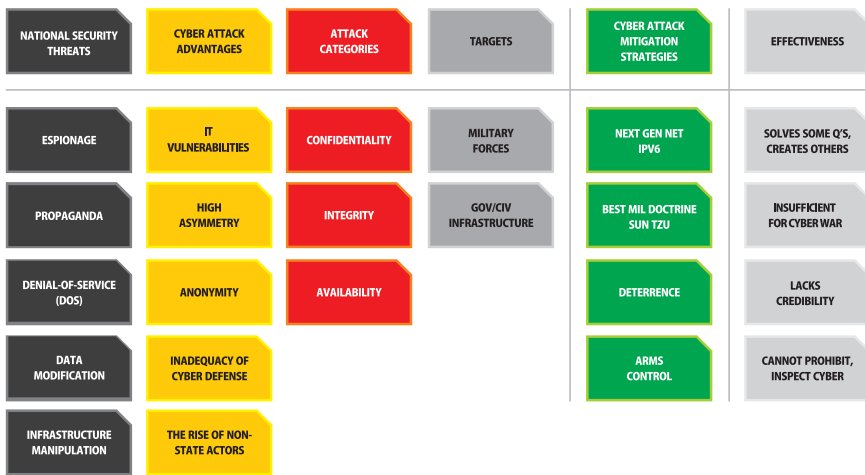 NATIONAL SECURITY
THREATS
CYBER ATTACK
ADVANTAGES
ATTACK
CATEGORIES
TARGETS
CYBER ATTACK
MITIGATION
STRATEGIES
EFFECTIVENESS
ESPIONAGE
IT
VULNERABILITIES
CONFIDENTIALITY
MILITARY
FORCES
NEXT GEN NET
IPV6
SOLVES SOME Q'S,
CREATES OTHERS
PROPAGANDA
HIGH
ASYMMETRY
INTEGRITY
GOV/CIV
INFRASTRUCTURE
BEST MIL DOCTRINE
SUN TZU
INSUFFICIENT
FOR CYBER WAR
DENIAL-OF-SERVICE
(DOS)
ANONYMITY
AVAILABILITY
DETERRENCE
LACKS
CREDIBILITY
DATA
MODIFICATION
INADEQUACY OF
CYBER DEFENSE
ARMS
CONTROL
CANNOT PROHIBIT,
INSPECT CYBER
INFRASTRUCTURE
MANIPULATION
THE RISE OF NON-
STATE ACTORS